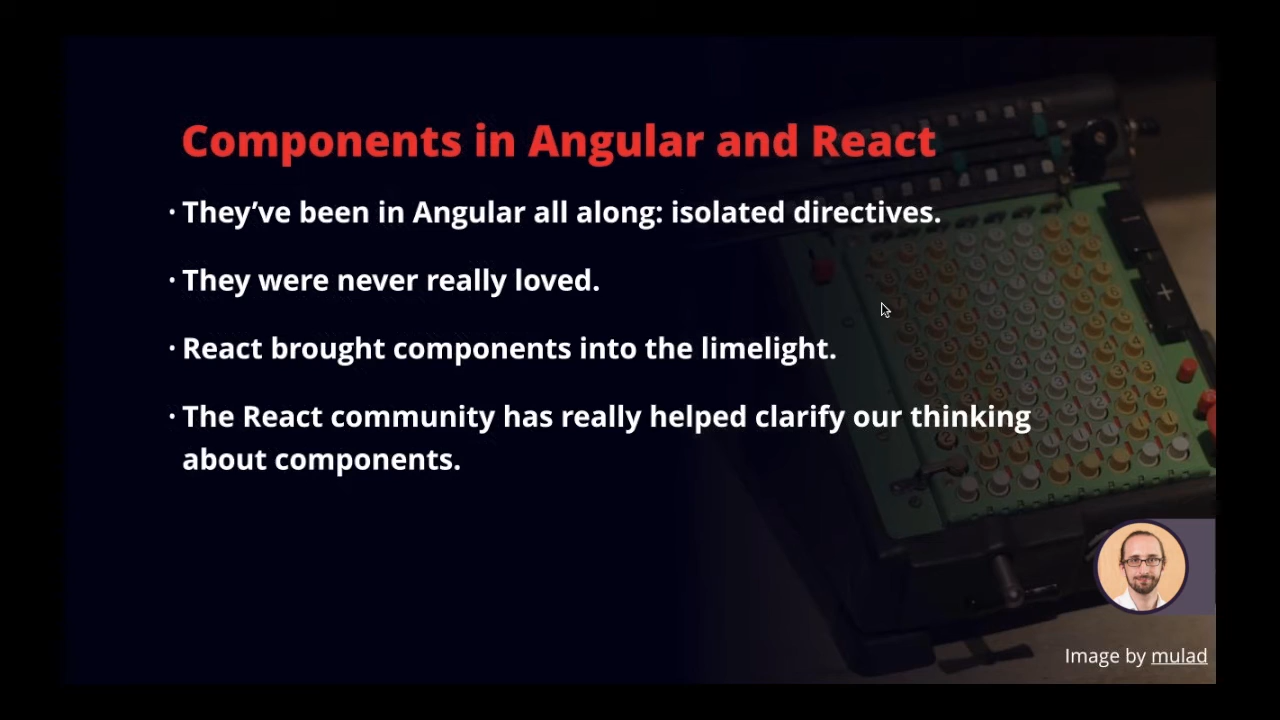 Components in Angular and React
· They’ve been in Angular all along: isolated directives.
· They were never really loved.
· React brought components into the limelight.
· The React community has really helped clarify our thinking
about components.
Image by mulad